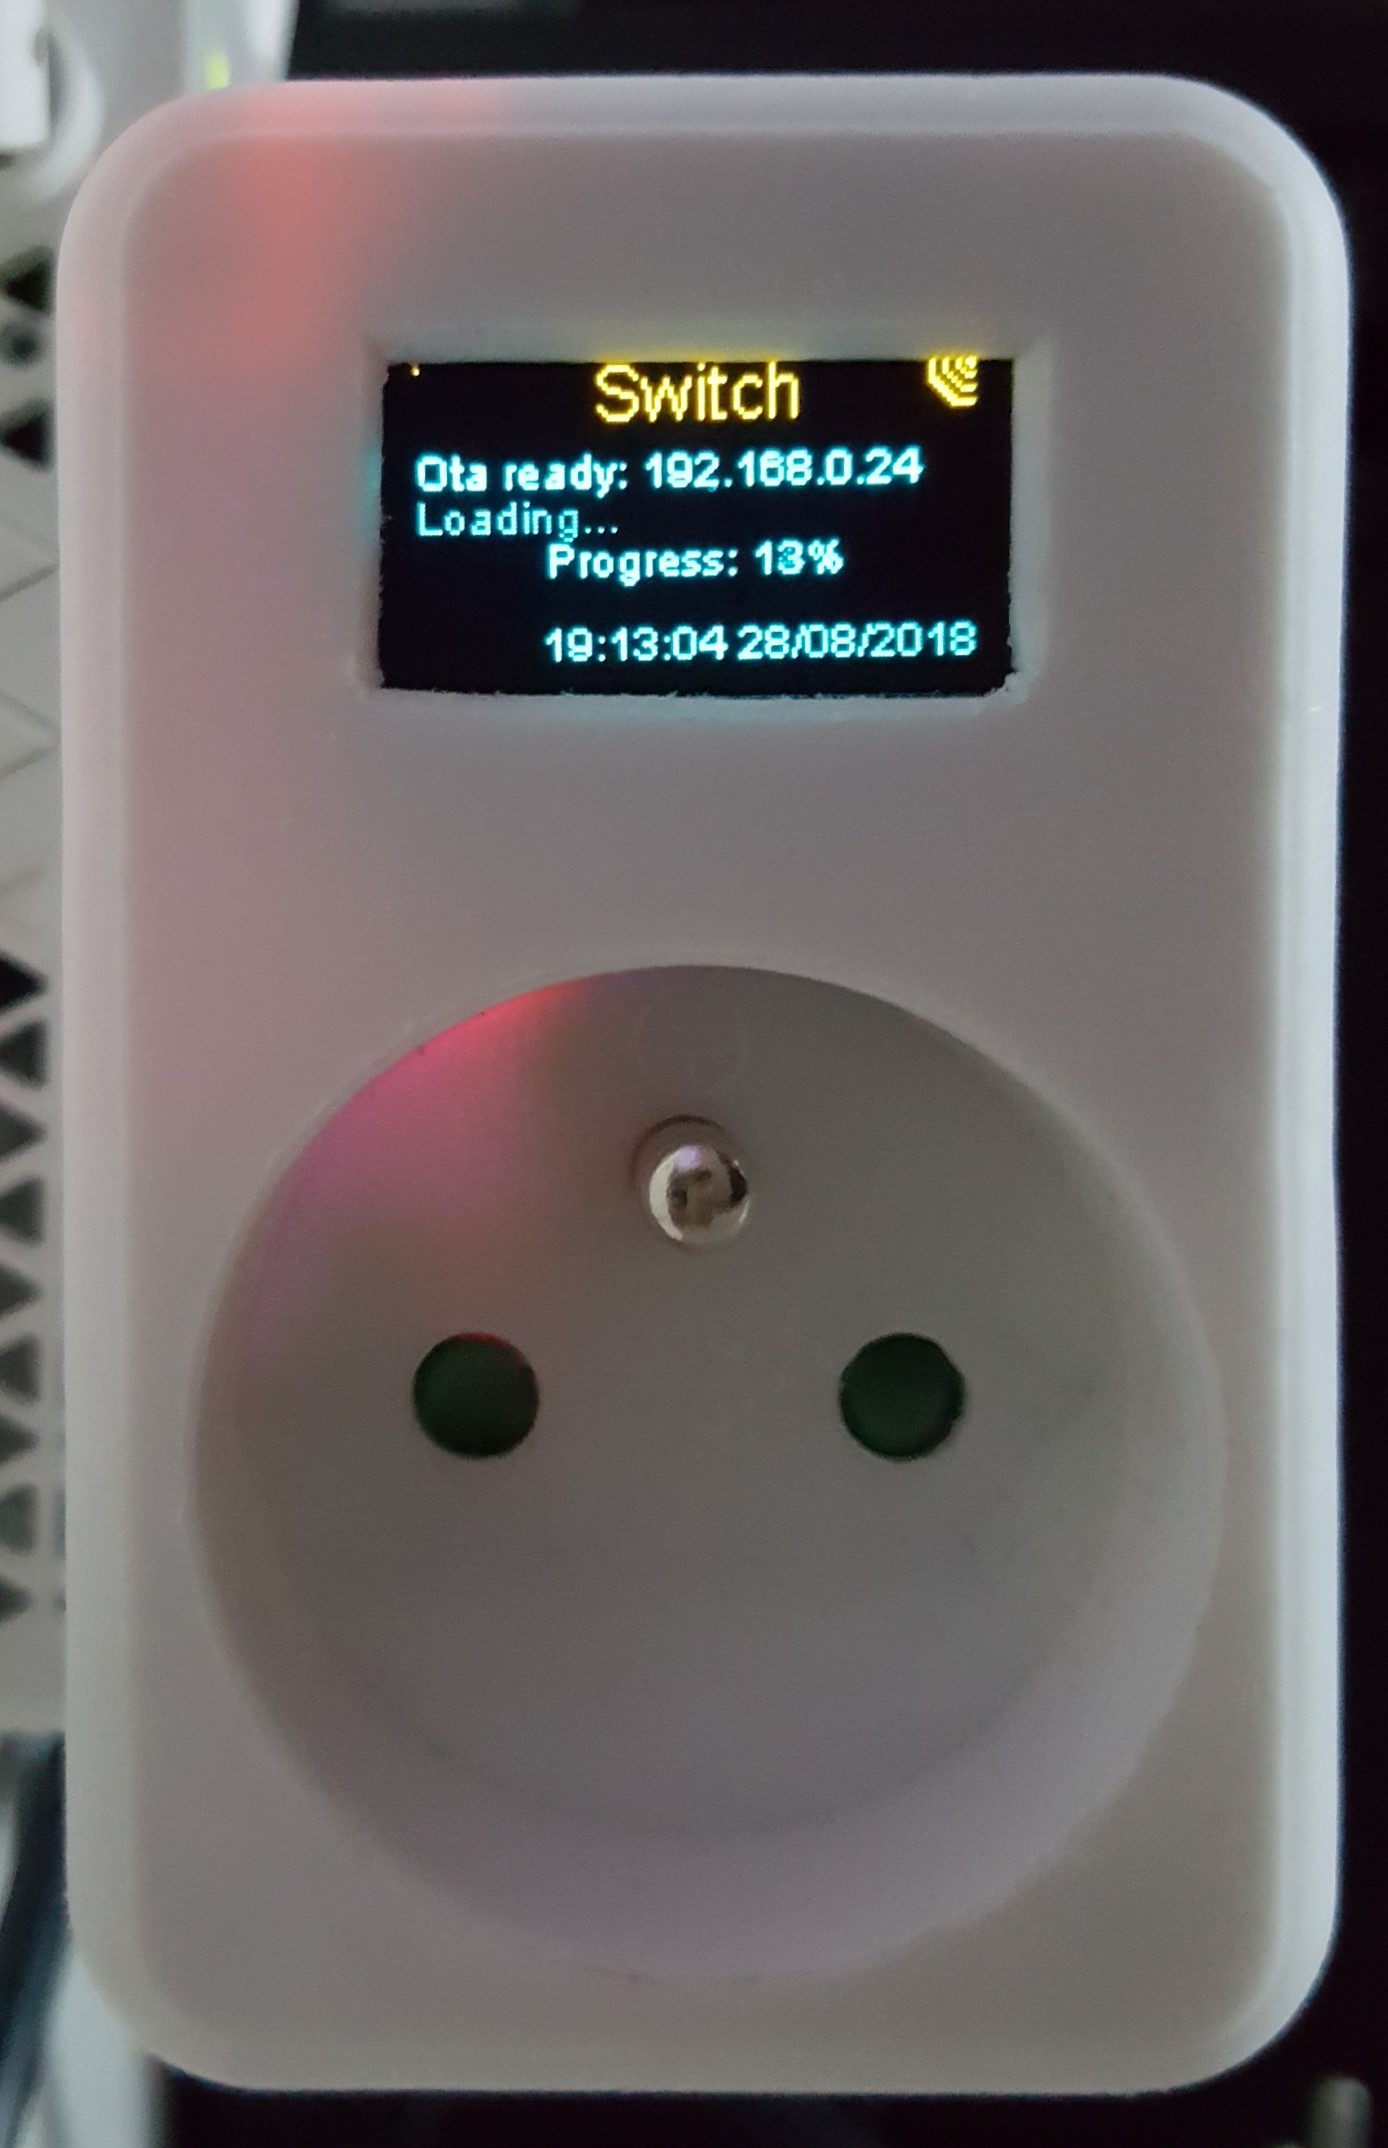 Switch
Ota ready: 192.168.0.24
Loading...
Progress: 13%
19:13:04 28/08/2018